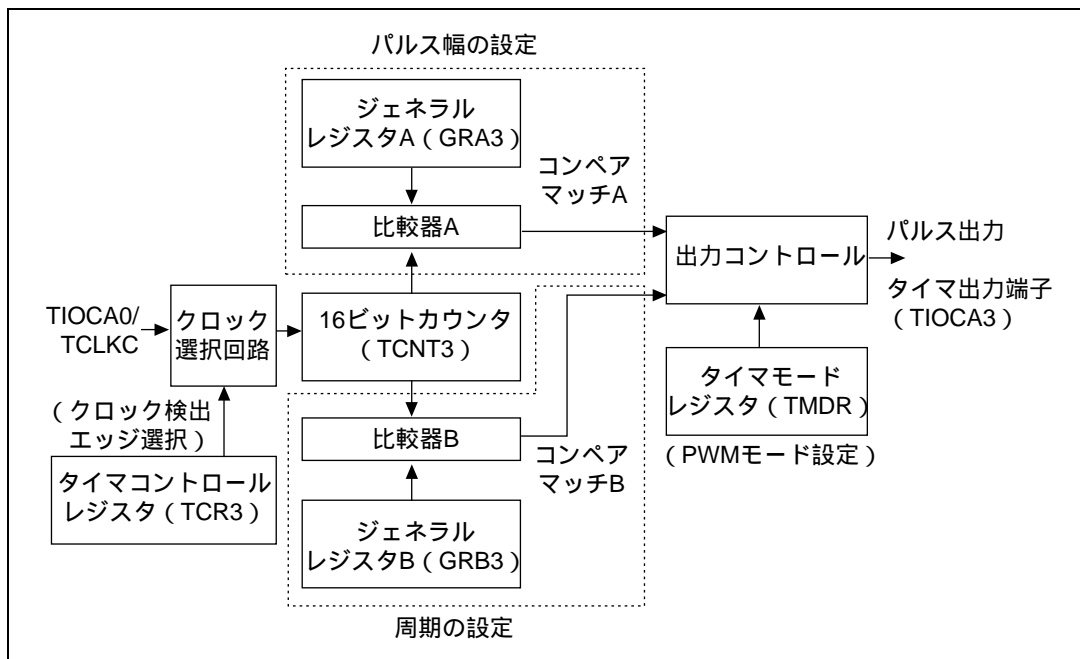 パルス幅の設定
ジェネラル
レジスタA（GRA3）
コンペア
マッチA
比較器A
出力コントロール
パルス出力
タイマ出力端子
（TIOCA3）
TIOCA0/
TCLKC
クロック
選択回路
16ビットカウンタ
（TCNT3）
タイマモード
レジスタ（TMDR）
（PWMモード設定）
（クロック検出
エッジ選択）
比較器B
コンペア
マッチB
タイマコントロール
レジスタ（TCR3）
ジェネラル
レジスタB（GRB3）
周期の設定